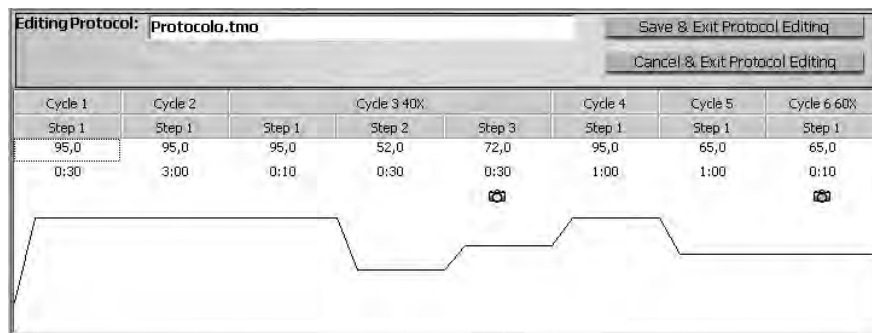 Editing Protocol: Protocolo.tmo Save & Exit Protocol Editing
Cancel & Exit Protocol Editing
Cycle 1 Cycle 2 Cycle 3 40X Cycle 4 Cycle 5 Cycle 6 60X
Step 1 Step 1 Step 1 Step 2 Step 3 Step 1 Step 1 Step 1
95,0 95,0 95,0 52,0 72,0 95,0 65,0 65,0
0:30 3:00 0:10 0:30 0:30 1:00 1:00 0:10